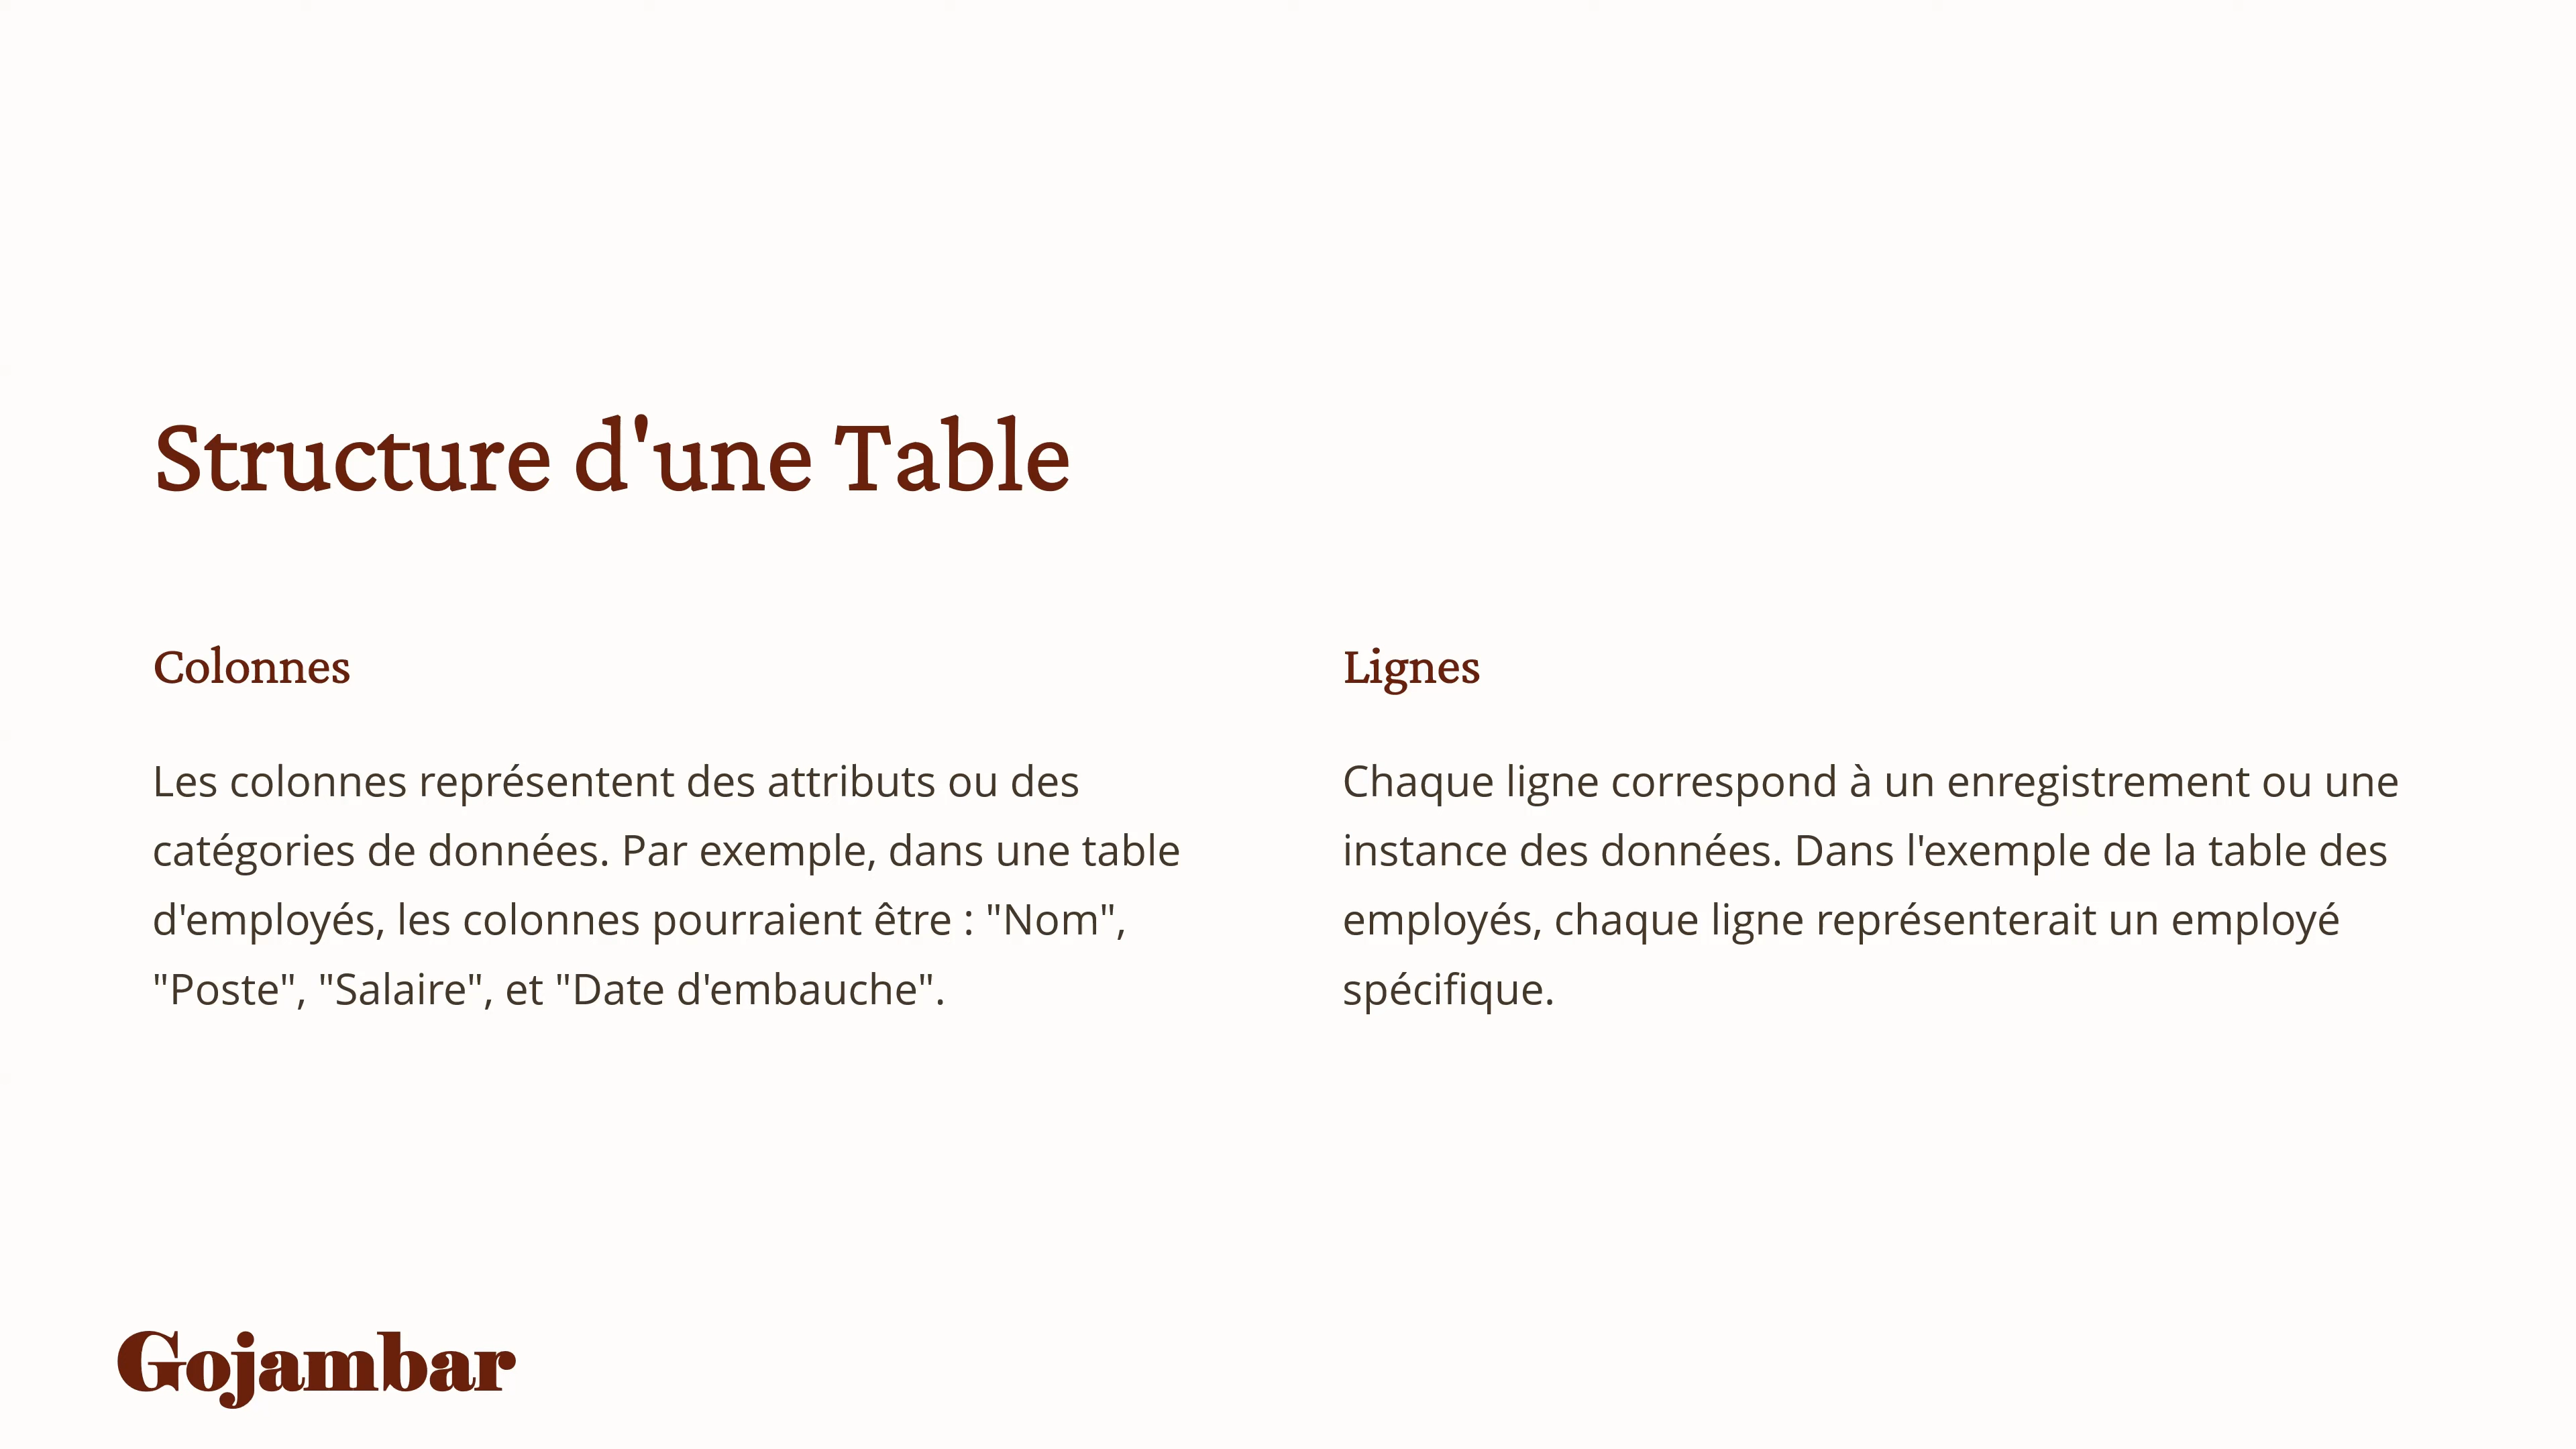 Structure d'une Table
Colonnes
Les colonnes représentent des attributs ou des
catégories de données. Par exemple, dans une table
d'employés, les colonnes pourraient être : "Nom",
"Poste", "Salaire", et "Date d'embauche".
Lignes
Chaque ligne correspond à un enregistrement ou une
instance des données. Dans l'exemple de la table des
employés, chaque ligne représenterait un employé
spécifique.
Gojambar